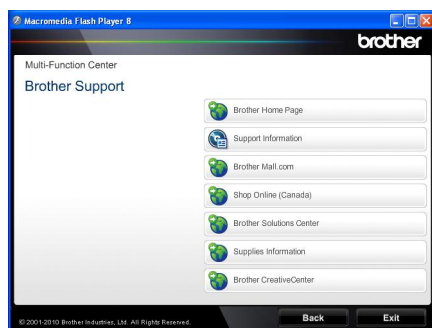 Macromedia Flash Player 8
brother
Multi-Function Center
Brother Support
Brother Home Page
Support Information
Brother Mall.com
Shop Online (Canada)
Brother Solutions Center
Supplies Information
Brother CreativeCenter
© 2001-2010 Brother Industries, Ltd. All Rights Reserved.
Back
Exit